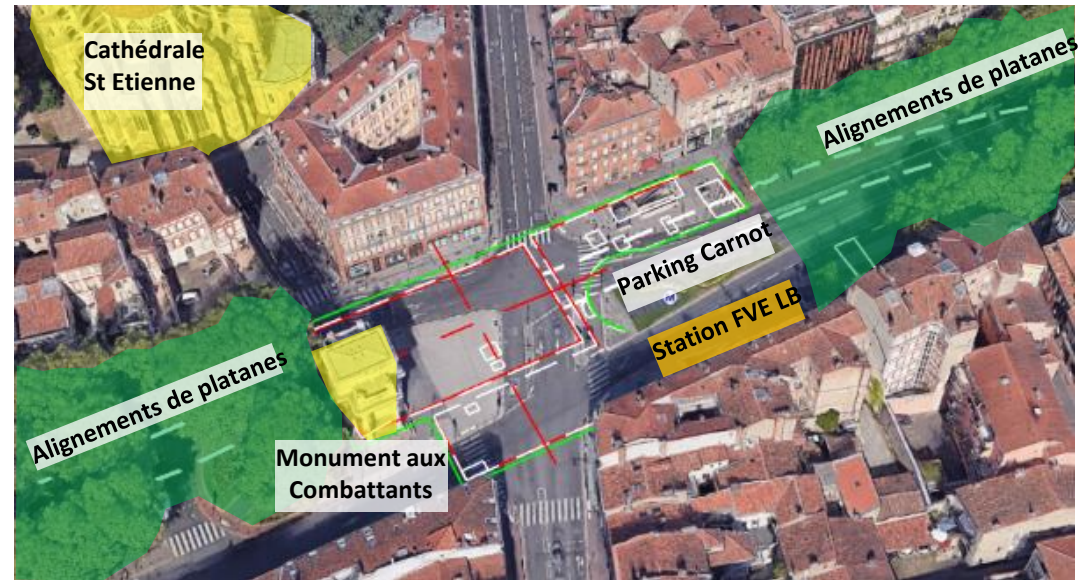 Cathédrale
St Etienne
Alignements de platanes
Parking Carnot
Station FVE LB
Alignements de platanes
Monument aux
Combattants